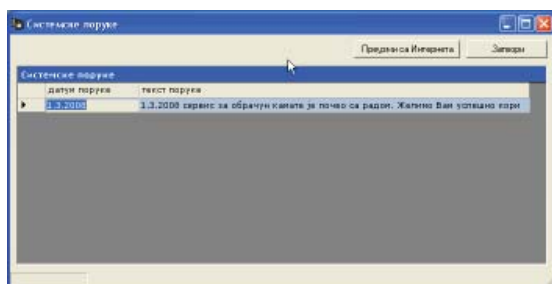 Системске поруке
Преузми са Интернета Затвори
Системске поруке
датум поруке текст поруке
1.3.2008 1.3.2008 сервис за обрачун камате је почео са радом. Желимо Вам успешно кори